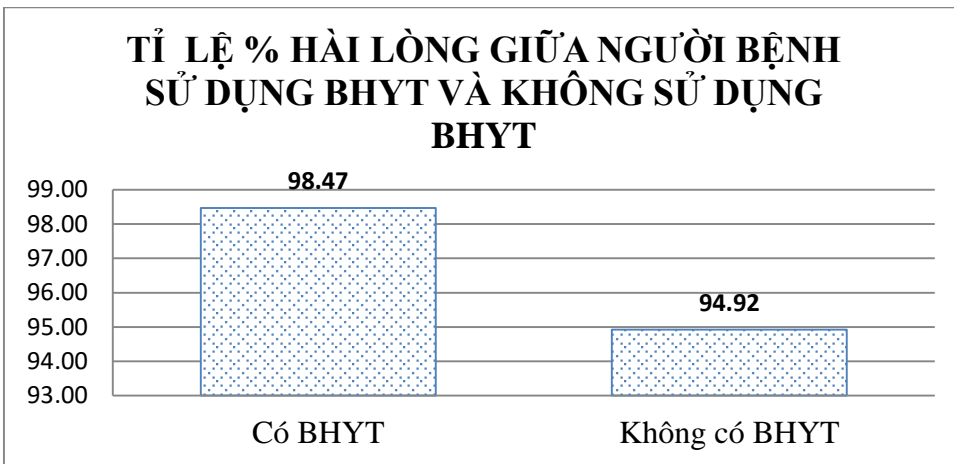 TỈ LỆ % HÀI LÒNG GIỮA NGƯỜI BỆNH
SỬ DỤNG BHYT VÀ KHÔNG SỬ DỤNG
BHYT
99.00
98.00
97.00
96.00
95.00
94.00
93.00
98.47
94.92
Có BHYT
Không có BHYT